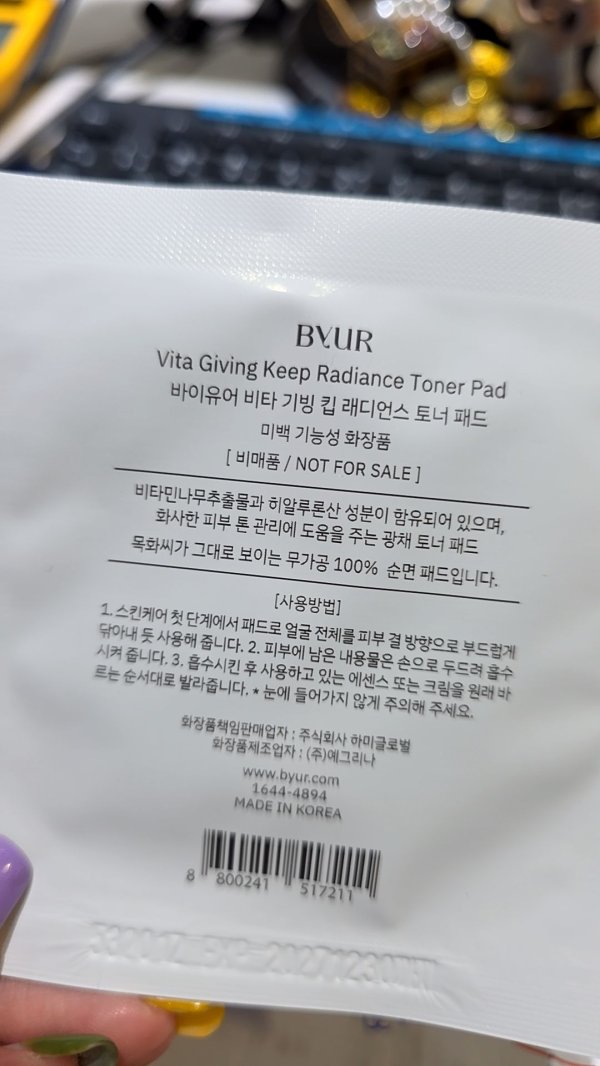 BYUR
Vita Giving Keep Radiance Toner Pad
바이유어 비타 기빙 킵 래디언스 토너 패드
미백 기능성 화장품
[ 비매품 / NOT FOR SALE ]
비타민나무추출물과 히알루론산 성분이 함유되어 있으며,
화사한 피부 톤 관리에 도움을 주는 광채 토너 패드
목화씨가 그대로 보이는 무가공 100% 순면 패드입니다.
[사용방법]
1. 스킨케어 첫 단계에서 패드로 얼굴 전체를 피부 결 방향으로 부드럽게
닦아내 듯 사용해 줍니다. 2. 피부에 남은 내용물은 손으로 두드려 흡수
시켜 줍니다. 3. 흡수시킨 후 사용하고 있는 에센스 또는 크림을 원래 바
르는 순서대로 발라줍니다. * 눈에 들어가지 않게 주의해 주세요.
화장품책임판매업자 : 주식회사 하미글로벌
화장품제조업자 : (주)예그리나
www.byur.com
1644-4894
MADE IN KOREA
8 800241 517211
EXP 20271230